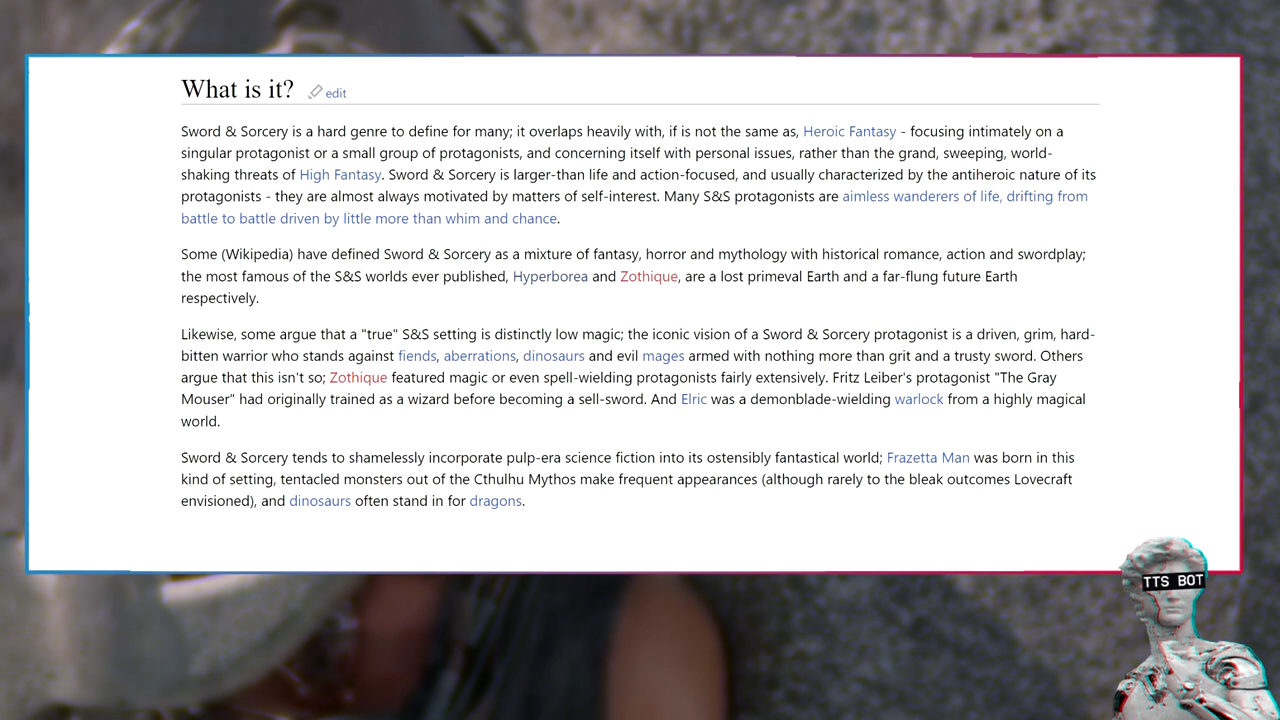 What is it? edit
Sword & Sorcery is a hard genre to define for many; it overlaps heavily with, if is not the same as, Heroic Fantasy - focusing intimately on a
singular protagonist or a small group of protagonists, and concerning itself with personal issues, rather than the grand, sweeping, world-
shaking threats of High Fantasy. Sword & Sorcery is larger-than life and action-focused, and usually characterized by the antiheroic nature of its
protagonists - they are almost always motivated by matters of self-interest. Many S&S protagonists are aimless wanderers of life, drifting from
battle to battle driven by little more than whim and chance.
Some (Wikipedia) have defined Sword & Sorcery as a mixture of fantasy, horror and mythology with historical romance, action and swordplay;
the most famous of the S&S worlds ever published, Hyperborea and Zothique, are a lost primeval Earth and a far-flung future Earth
respectively.
Likewise, some argue that a "true" S&S setting is distinctly low magic; the iconic vision of a Sword & Sorcery protagonist is a driven, grim, hard-
bitten warrior who stands against fiends, aberrations, dinosaurs and evil mages armed with nothing more than grit and a trusty sword. Others
argue that this isn't so; Zothique featured magic or even spell-wielding protagonists fairly extensively. Fritz Leiber's protagonist "The Gray
Mouser" had originally trained as a wizard before becoming a sell-sword. And Elric was a demonblade-wielding warlock from a highly magical
world.
Sword & Sorcery tends to shamelessly incorporate pulp-era science fiction into its ostensibly fantastical world; Frazetta Man was born in this
kind of setting, tentacled monsters out of the Cthulhu Mythos make frequent appearances (although rarely to the bleak outcomes Lovecraft
envisioned), and dinosaurs often stand in for dragons.
TTS BOT